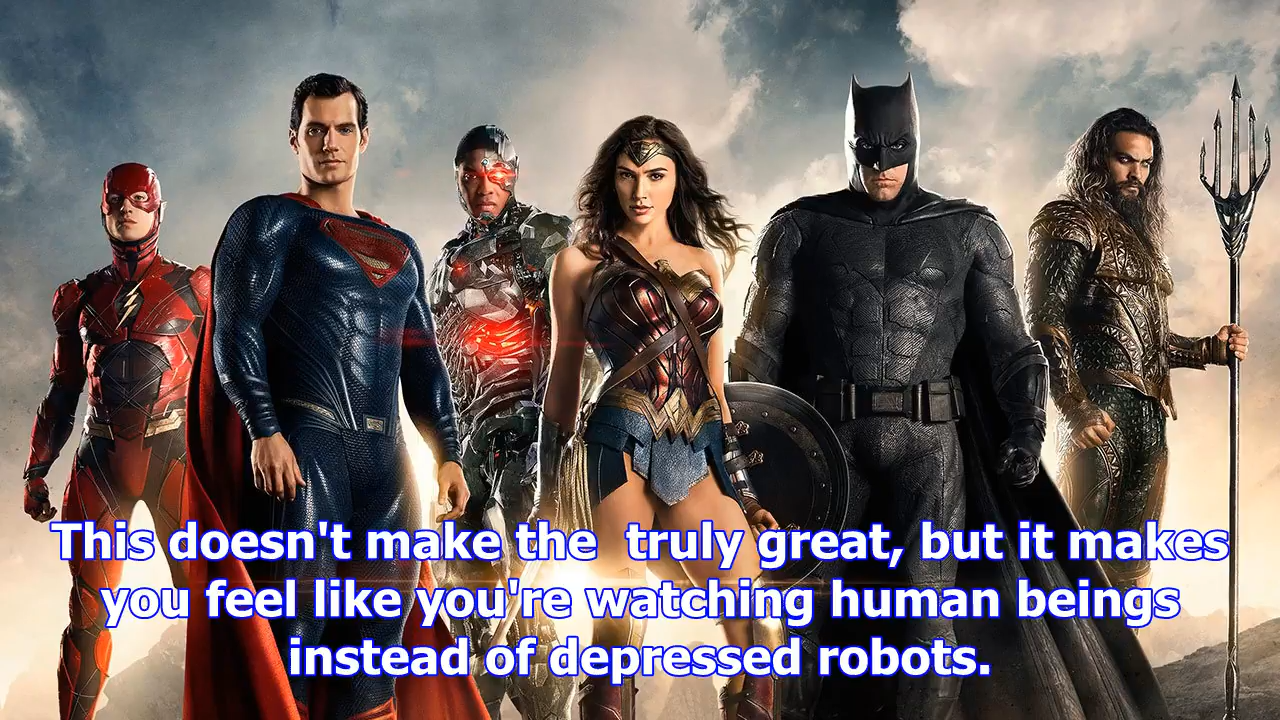 This doesn't make the  truly great, but it makes
you feel like you're watching human beings
instead of depressed robots.